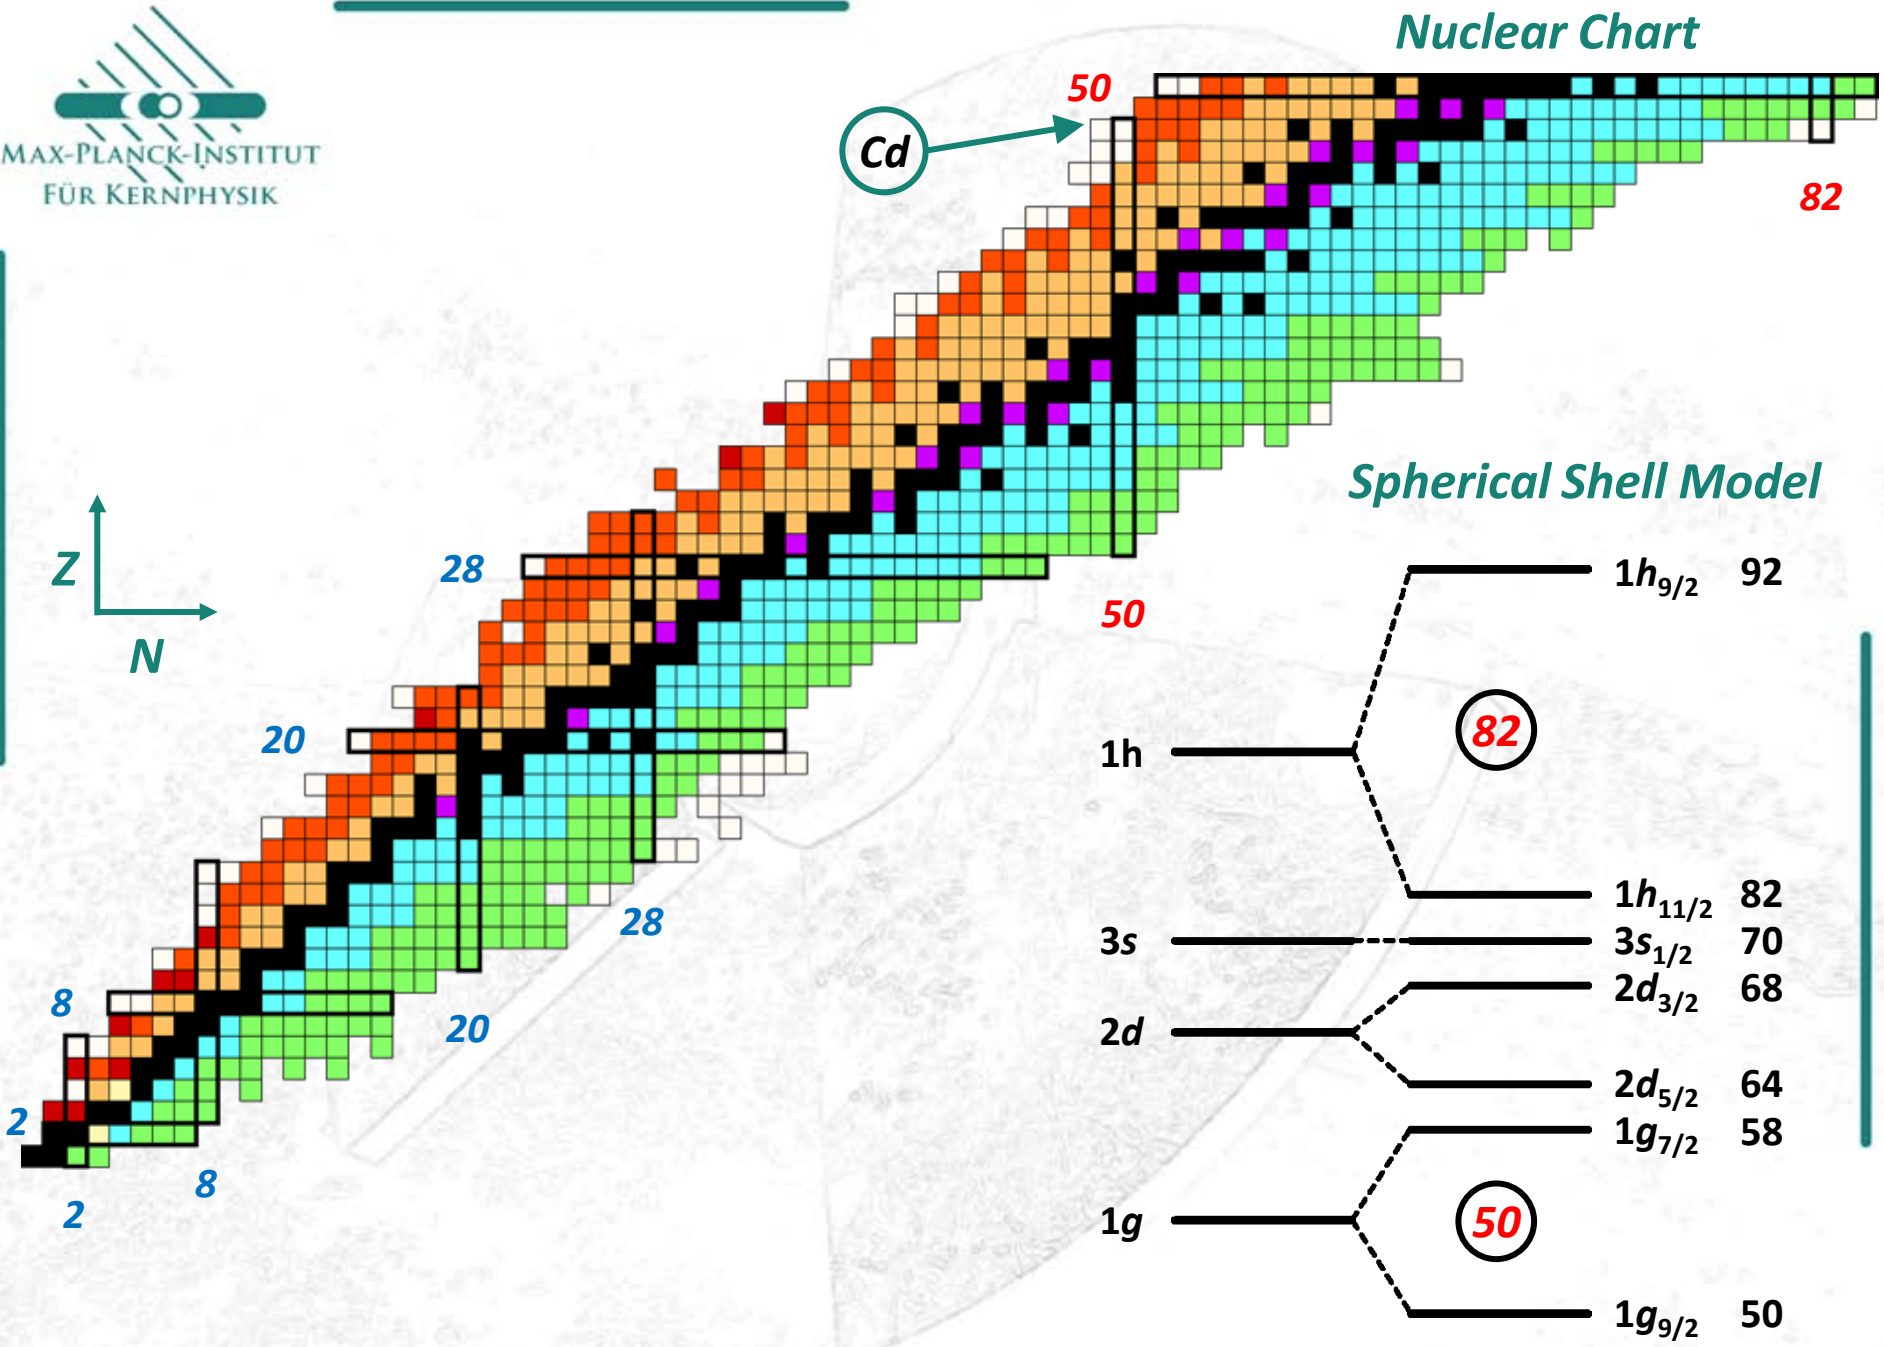 Nuclear Chart
MAX-PLANCK-INSTITUT
FÜR KERNPHYSIK
50
Cd
82
Spherical Shell Model
28
Z
N
50
1h9/2 92
20
82
1h
28
1h11/2 82
3s
3s1/2 70
8
2d3/2 68
20
2d
2d5/2 64
2
1g7/2 58
8
2
1g
50
1g9/2 50